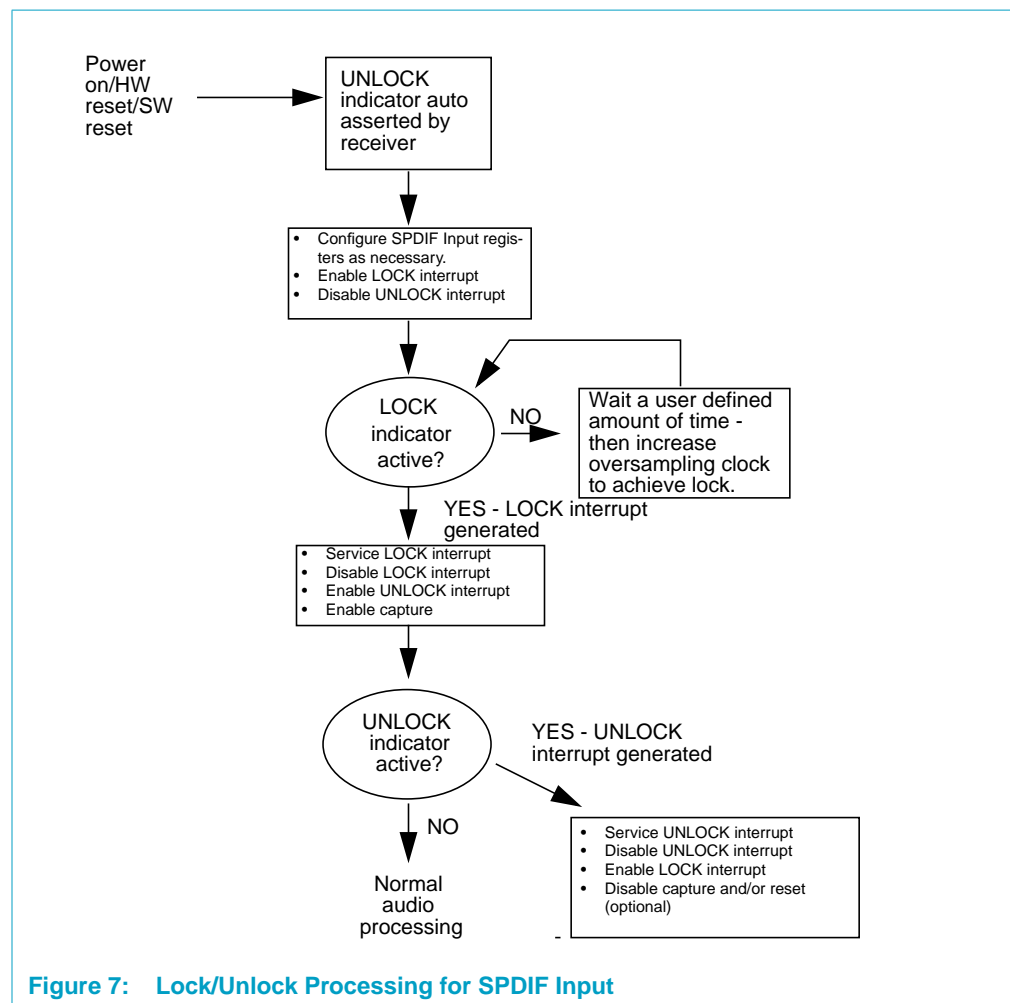 Power
on/HW
reset/SW
reset
UNLOCK
indicator auto
asserted by
receiver
• Configure SPDIF Input regis-
ters as necessary.
• Enable LOCK interrupt
• Disable UNLOCK interrupt
LOCK
indicator
active?
NO
Wait a user defined
amount of time -
then increase
oversampling clock
to achieve lock.
YES - LOCK interrupt
generated
• Service LOCK interrupt
• Disable LOCK interrupt
• Enable UNLOCK interrupt
• Enable capture
UNLOCK
indicator
active?
YES - UNLOCK
interrupt generated
NO
• Service UNLOCK interrupt
• Disable UNLOCK interrupt
• Enable LOCK interrupt
• Disable capture and/or reset
(optional)
Normal
audio
processing
Figure 7: Lock/Unlock Processing for SPDIF Input